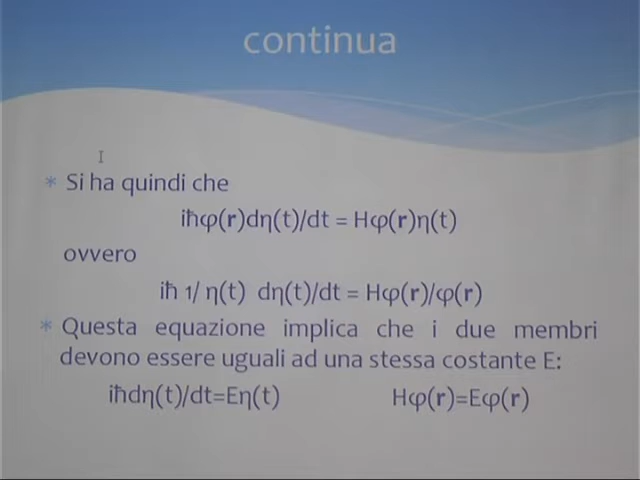 continua
* Si ha quindi che
iħφ(r)dη(t)/dt = Hφ(r)η(t)
ovvero
iħ 1/ η(t) dη(t)/dt = Hφ(r)/φ(r)
* Questa equazione implica che i due membri
devono essere uguali ad una stessa costante E:
iħdη(t)/dt=Eη(t) Hφ(r)=Eφ(r)